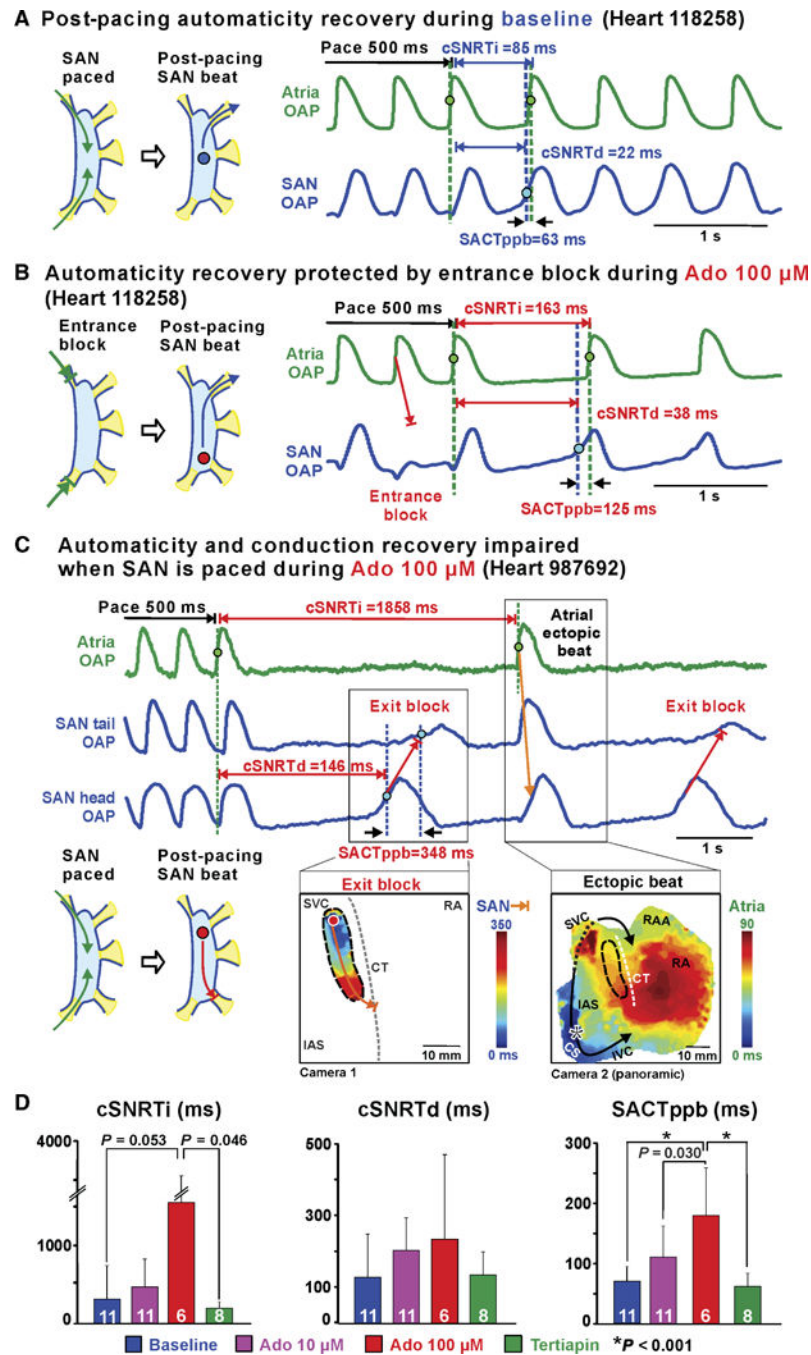 A Post-pacing automaticity recovery during baseline (Heart 118258)
SAN paced
Post-pacing SAN beat
Pace 500 ms
cSNRTi =85 ms
Atria OAP
cSNRTd =22 ms
SAN OAP
SACTppb=63 ms
1 s
B Automaticity recovery protected by entrance block during Ado 100 µM
(Heart 118258)
Entrance block
Post-pacing SAN beat
Pace 500 ms
cSNRTi =163 ms
Atria OAP
cSNRTd =38 ms
SAN OAP
Entrance block
SACTppb=125 ms
1 s
C Automaticity and conduction recovery impaired
when SAN is paced during Ado 100 µM (Heart 987692)
Pace 500 ms
cSNRTi=1858 ms
Atria OAP
Atrial ectopic beat
SAN tail OAP
Exit block
Exit block
cSNRTd=146 ms
SAN head OAP
SACTppb=348 ms
1 s
SAN paced
Post-pacing SAN beat
Exit block
SVC
RA
CT
IAS
10 mm
Camera 1
SAN
350
0 ms
Ectopic beat
SVC
RAA
RA
CT
IAS
CS
IVC
10 mm
Camera 2 (panoramic)
Atria
90
0 ms
D
cSNRTi (ms)
4000
1000
0
P = 0.053
P = 0.046
11
11
6
8
cSNRTd (ms)
500
300
200
100
0
11
11
6
8
SACTppb (ms)
300
200
100
0
*
*
P = 0.030
11
11
6
8
Baseline Ado 10 µM Ado 100 µM Tertiapin *P < 0.001